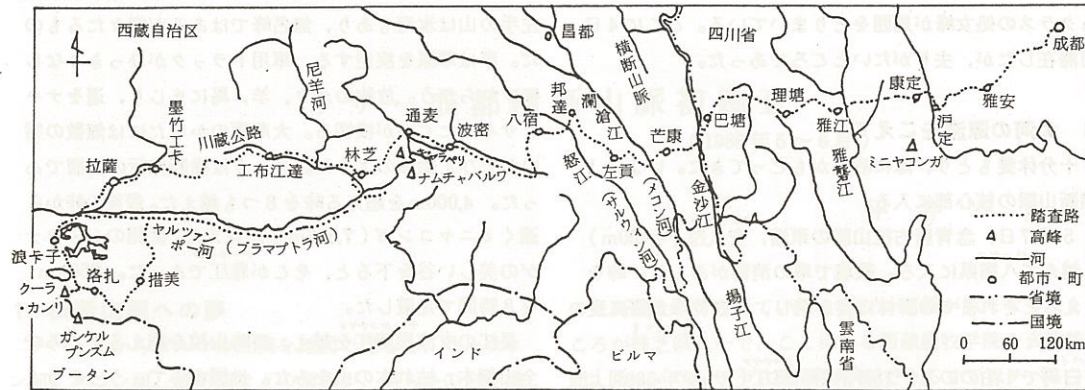 西蔵自治区
昌都
四川省
成都
尼羊河
横断山脈
邦達
瀾滄江
康定
墨竹工卡
川蔵公路
通麦
波密
八宿
理塘
雅安
巴塘
雅江
芒康
濾定
拉薩
工布江達
林芝
ギャラペリ
ナムチャバルワ
怒江
左貢
金沙江
雅礱江
ミニヤコンガ
ヤルツァンポ河(ブラマプトラ河)
(サルウィン河)
(メコン河)
浪卡子
洛扎
措美
クーラ・カンリ
ガンケルプンズム
ブータン
インド
ビルマ
揚子江
雲南省
踏査路
高峰
河
都市・町
省境
国境
0 60 120km